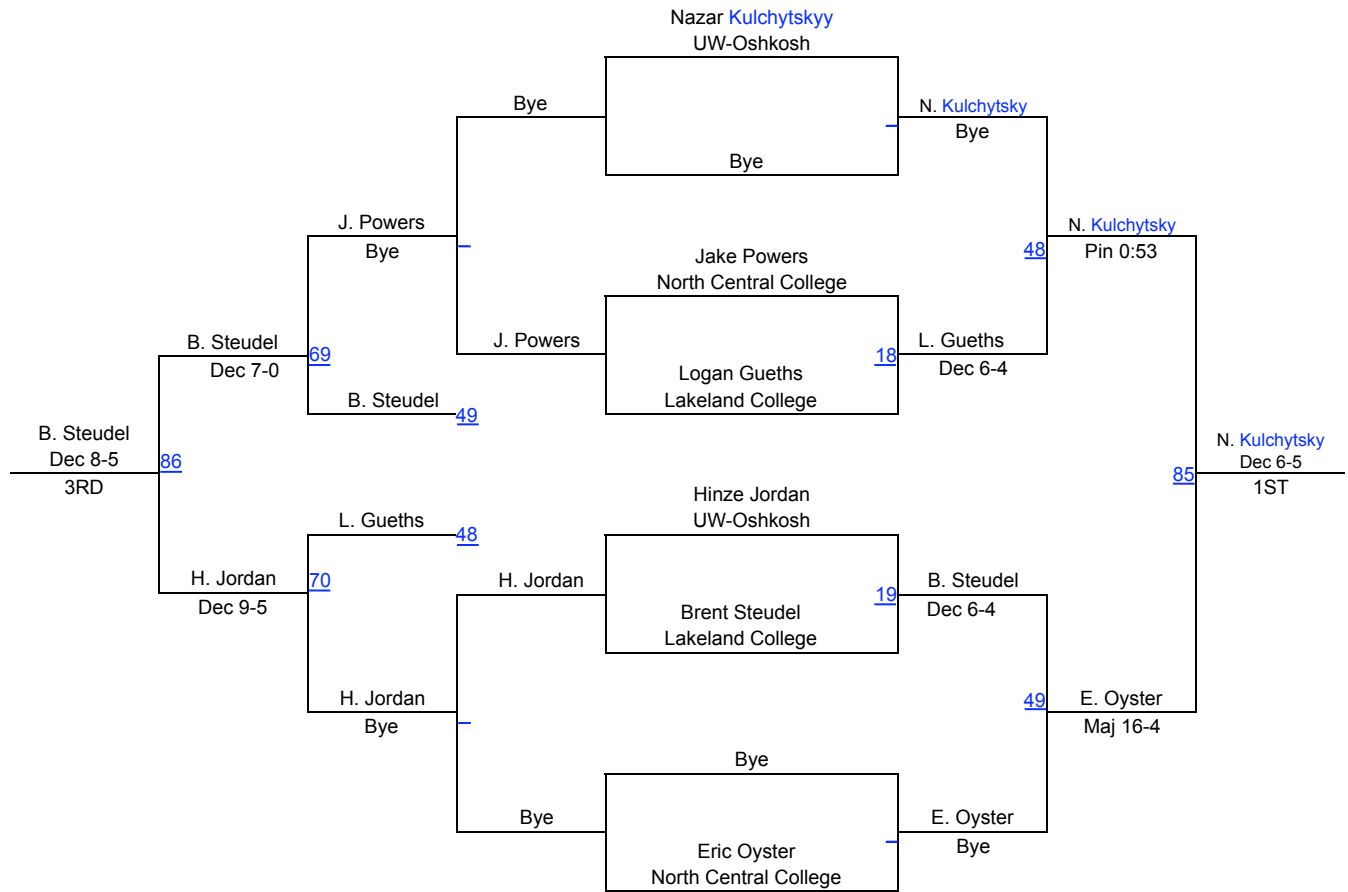 Nazar Kulchytskyy
UW-Oshkosh
Bye
N. Kulchytsky
Bye
Bye
J. Powers
Bye
N. Kulchytsky
Pin 0:53
48
Jake Powers
North Central College
B. Steudel
Dec 7-0
69
J. Powers
18
L. Gueths
Dec 6-4
Logan Gueths
Lakeland College
B. Steudel
49
B. Steudel
Dec 8-5
3RD
86
N. Kulchytsky
Dec 6-5
1ST
85
Hinze Jordan
UW-Oshkosh
L. Gueths
48
H. Jordan
Dec 9-5
70
H. Jordan
19
B. Steudel
Dec 6-4
Brent Steudel
Lakeland College
H. Jordan
Bye
49
E. Oyster
Maj 16-4
Bye
Bye
E. Oyster
Bye
Eric Oyster
North Central College